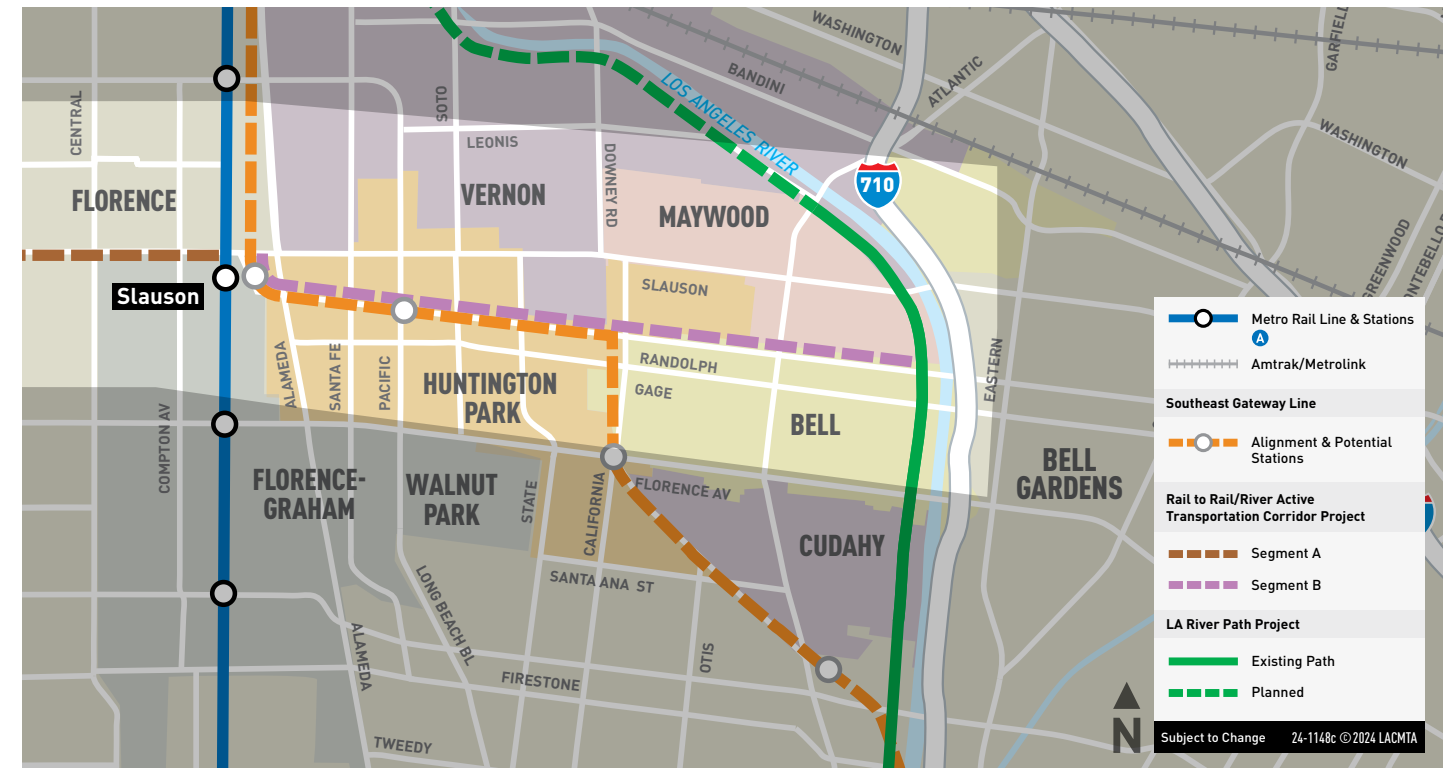 WASHINGTON
GARFIEL
BANDINI
ATLANTIC
CENTRAL
SOTO
LOS ANGELES RIVER
WASHINGTON
LEONIS
DOWNEY RD
710
FLORENCE
VERNON
MAYWOOD
GREENWOOD
ONTEBELLO B
Slauson
SLAUSON
ALAMEDA
SANTA FE
PACIFIC
HUNTINGTON
PARK
RANDOLPH
GAGE
EASTERN
BELL
COMPTON AV
FLORENCE-
GRAHAM
WALNUT
PARK
STATE
CALIFORNIA
FLORENCE AV
BELL
GARDENS
CUDAHY
SANTA ANA ST
LONG BEACH BL
ALAMEDA
OTIS
FIRESTONE
TWEEDY
N
Metro Rail Line & Stations
A
Amtrak/Metrolink
Southeast Gateway Line
Alignment & Potential
Stations
Rail to Rail/River Active
Transportation Corridor Project
Segment A
Segment B
LA River Path Project
Existing Path
Planned
Subject to Change 24-1148c © 2024 LACMTA